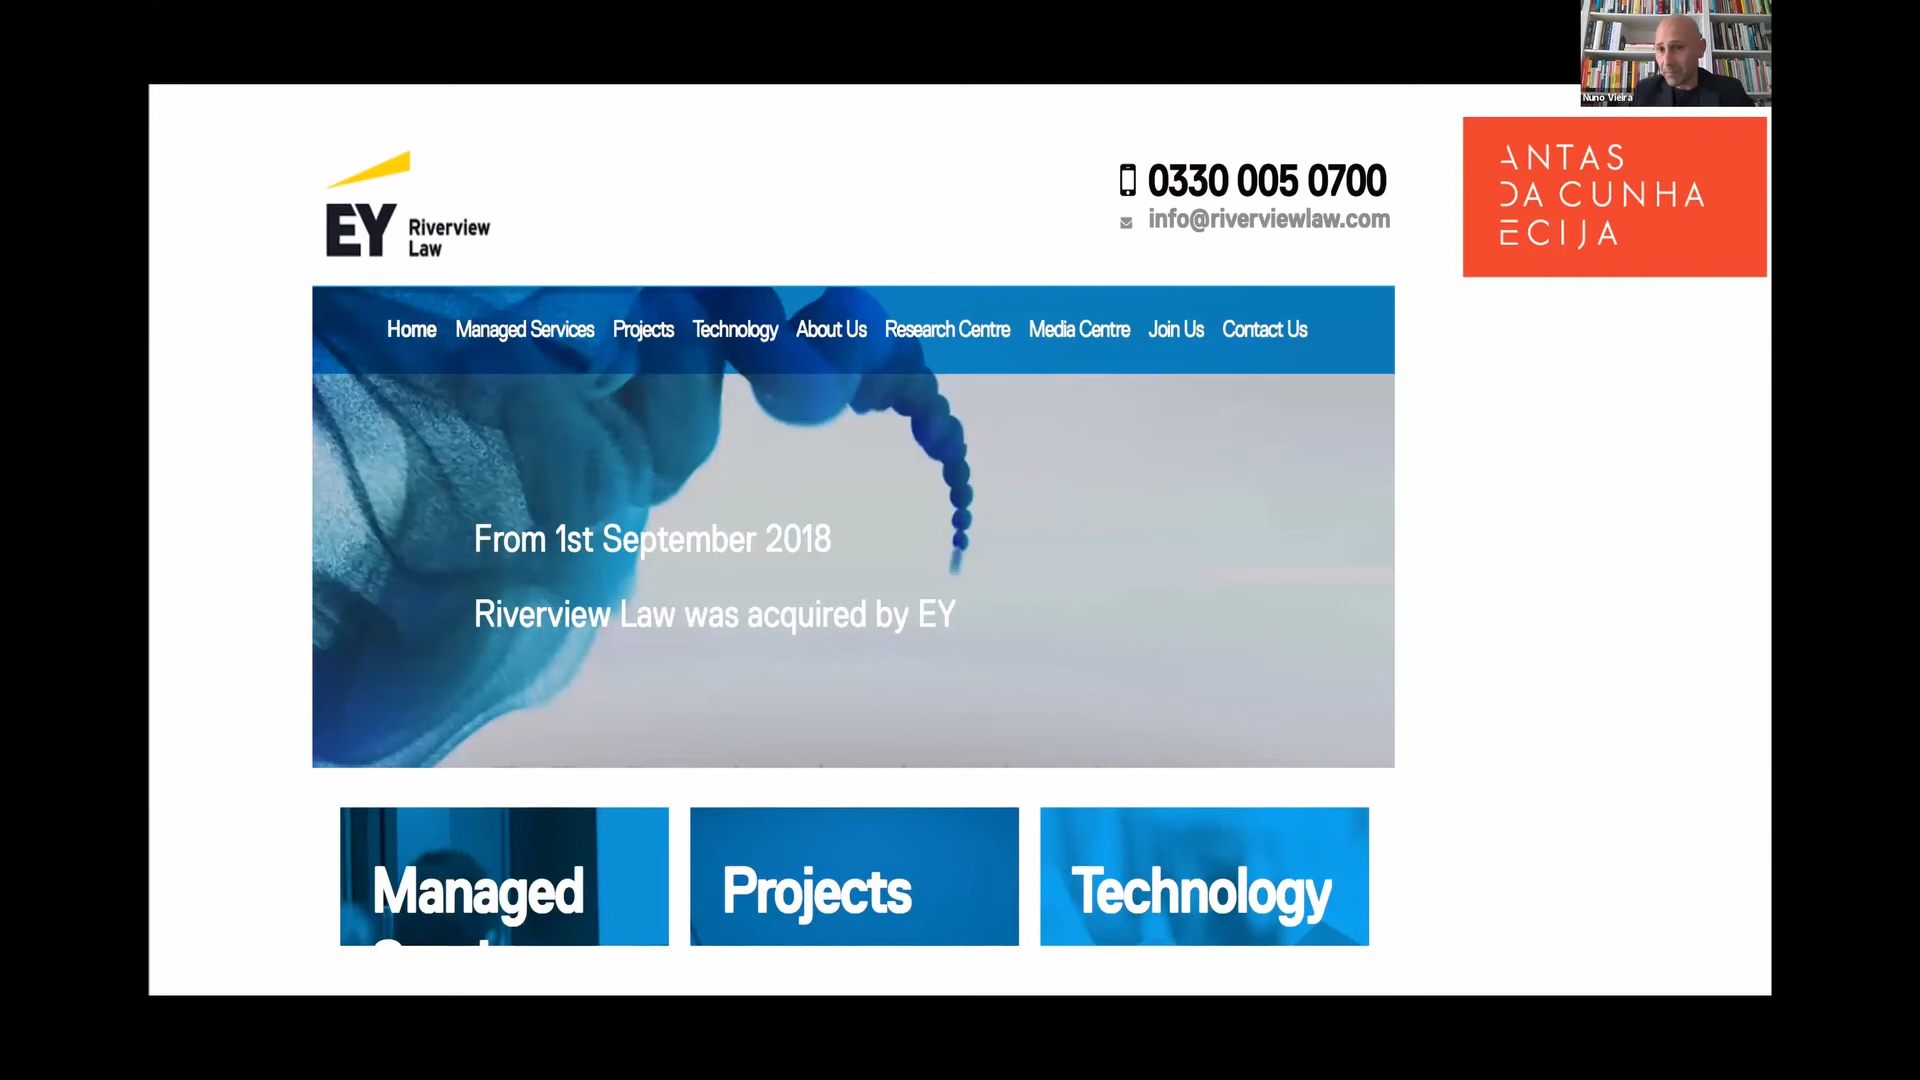 Nuno Vieira
ANTAS
DA CUNHA
ECIJA
EY Riverview
Law
0330 005 0700
info@riverviewlaw.com
Home Managed Services Projects Technology About Us Research Centre Media Centre Join Us Contact Us
From 1st September 2018
Riverview Law was acquired by EY
Managed Projects Technology